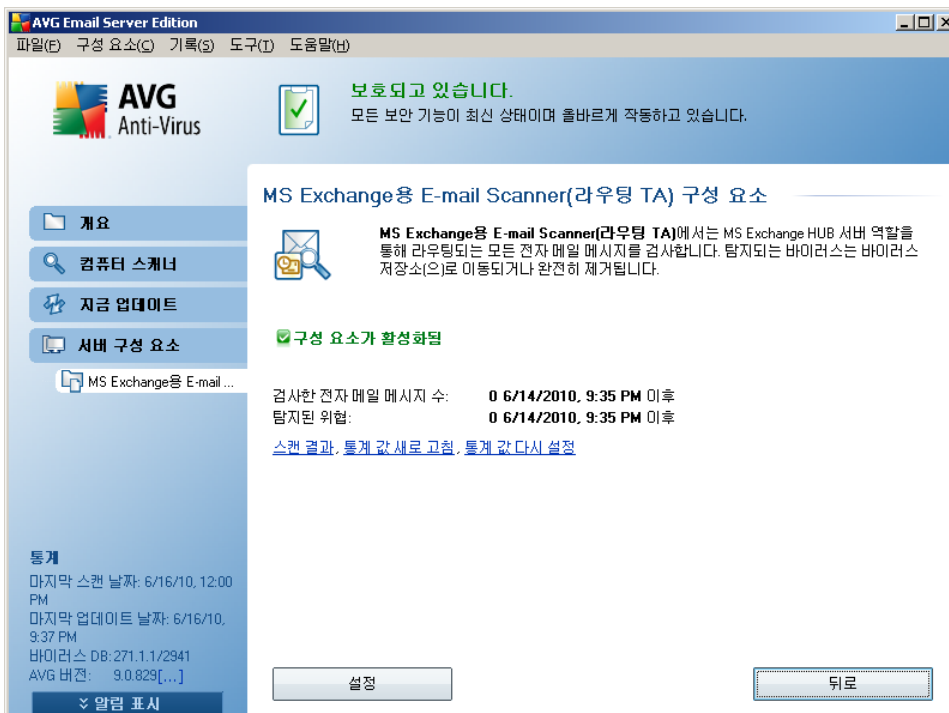 AVG Email Server Edition
파일(F) 구성 요소(C) 기록(S) 도구(T) 도움말(H)
AVG
Anti-Virus
보호되고 있습니다.
모든 보안 기능이 최신 상태이며 올바르게 작동하고 있습니다.
개요
컴퓨터 스캐너
지금 업데이트
서버 구성 요소
MS Exchange용 E-mail ...
MS Exchange용 E-mail Scanner(라우팅 TA) 구성 요소
MS Exchange용 E-mail Scanner(라우팅 TA)에서는 MS Exchange HUB 서버 역할을
통해 라우팅되는 모든 전자 메일 메시지를 검사합니다. 탐지되는 바이러스는 바이러스
저장소(으)로 이동되거나 완전히 제거됩니다.
구성 요소가 활성화됨
검사한 전자 메일 메시지 수: 0 6/14/2010, 9:35 PM 이후
탐지된 위협: 0 6/14/2010, 9:35 PM 이후
스캔 결과, 통계 값 새로 고침, 통계 값 다시 설정
통계
마지막 스캔 날짜: 6/16/10, 12:00
PM
마지막 업데이트 날짜: 6/16/10,
9:37 PM
바이러스 DB: 271.1.1/2941
AVG 버전: 9.0.829[...]
알림 표시
설정
뒤로